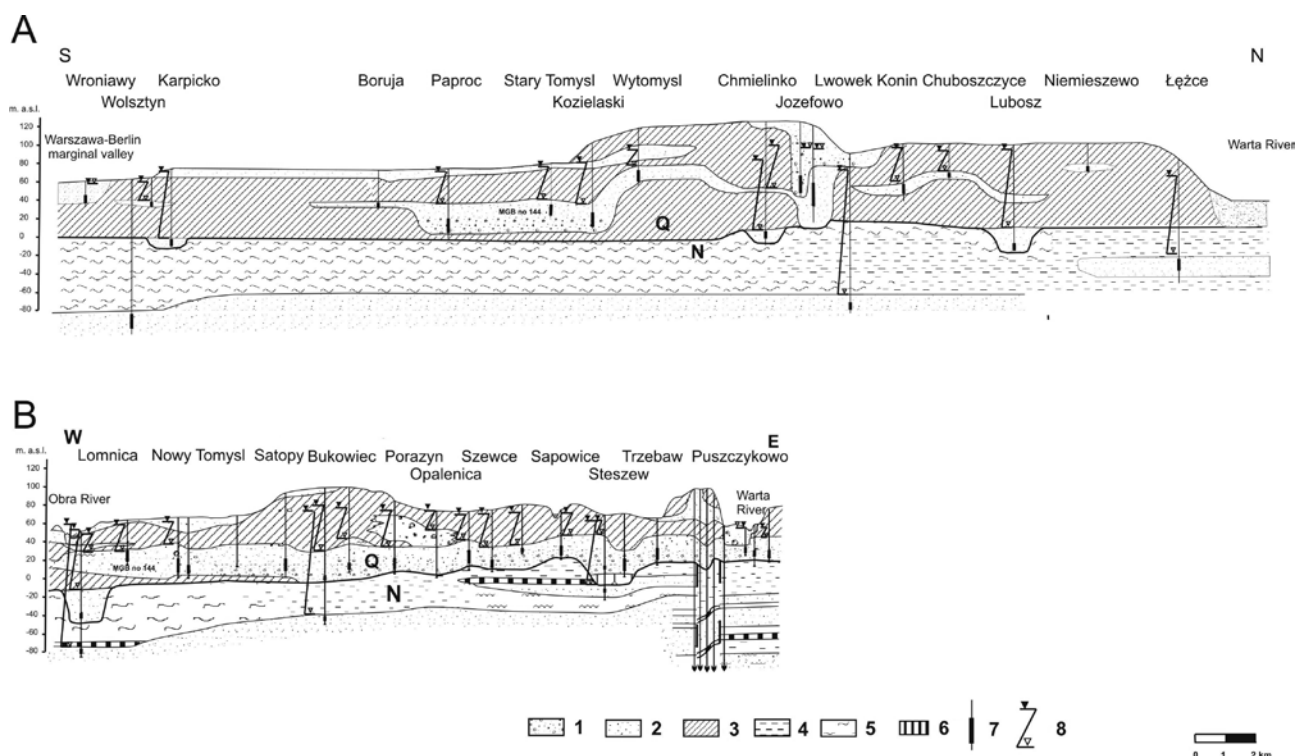 A
S N
Wroniawy Karpicko Boruja Paproc Stary Tomysl Wytomysl Chmielinko Lwowek Konin Chuboszczyce Niemieszewo Łężce
Wolsztyn Kozielaski Jozefowo Lubosz
m. a.s.l.
120
100
80
60
40
20
0
-20
-40
-60
-80
Warszawa-Berlin
marginal valley
Warta River
MGB no 144
Q
N
B
W E
m. a.s.l.
Lomnica Nowy Tomysl Satopy Bukowiec Porazyn Szewce Sapowice Trzebaw Puszczykowo
Opalenica Steszew
120
100
80
60
40
20
0
-20
-40
-60
-80
Obra River
Warta
River
MGB no 144
Q
N
1 2 3 4 5 6 7 8
0 1 2 km